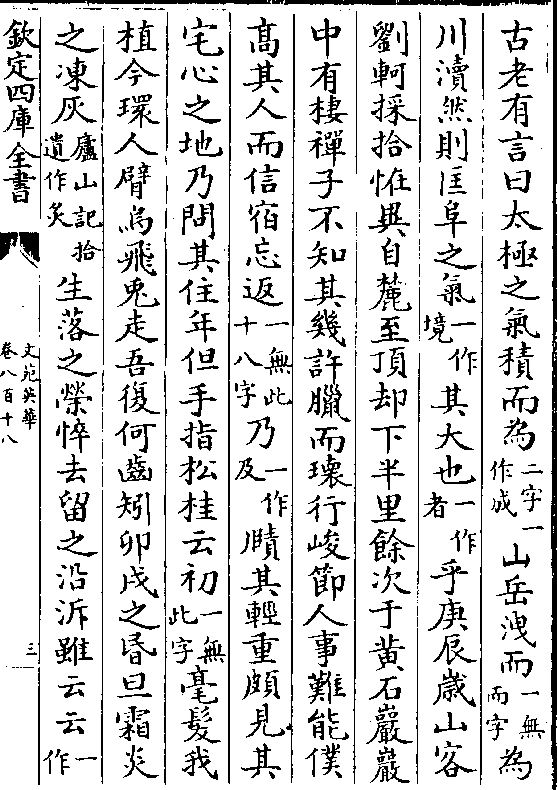 古老有言曰太極之氣積而為二字一作成山岳洩而一無而字為
川瀆然則匡阜之氣一作境其大也一作者乎庚辰歲山客
劉軻採拾怪異自麓至頂却下半里餘次于黄石巖巖
中有棲禪子不知其幾許臘而瓌行峻節人事難能僕
高其人而信宿忘返一無此十八字乃一作及賾其輕重頗見其
宅心之地乃問其住年但手指松桂云初一無此字毫髮我
植今環人臂烏飛兎走吾復何齒矧卯戌之昏旦霜炎
之凍灰廬山記拾遺作炙生落之榮悴去留之沿泝雖云云一作
欽定四庫全書
文苑英華
卷八百十八
三